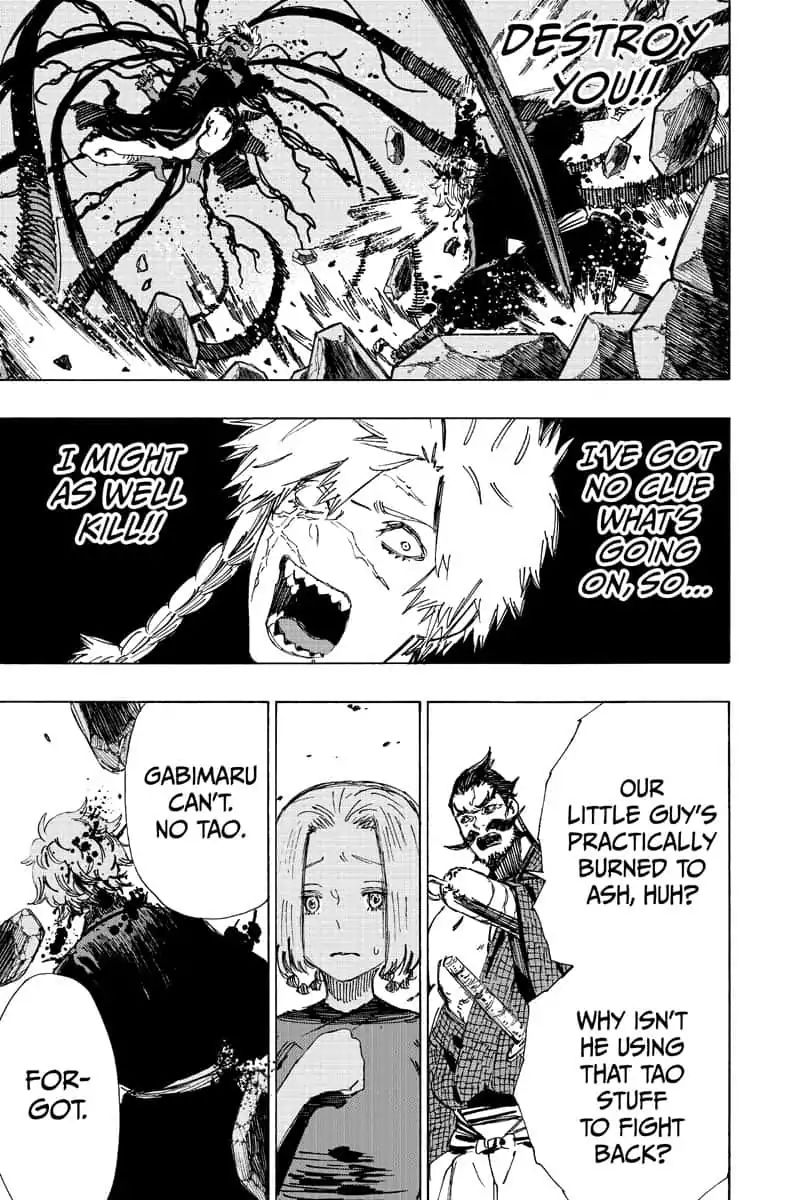 DESTROY
YOU!!
I'VE GOT
NO CLUE
WHAT'S
GOING
ON, SO...
I MIGHT
AS WELL
KILL!!
OUR
LITTLE GUY'S
PRACTICALLY
BURNED TO
ASH, HUH?
WHY ISN'T
HE USING
THAT TAO
STUFF
TO FIGHT
BACK?
GABIMARU
CAN'T.
NO TAO.
FOR-
GOT.